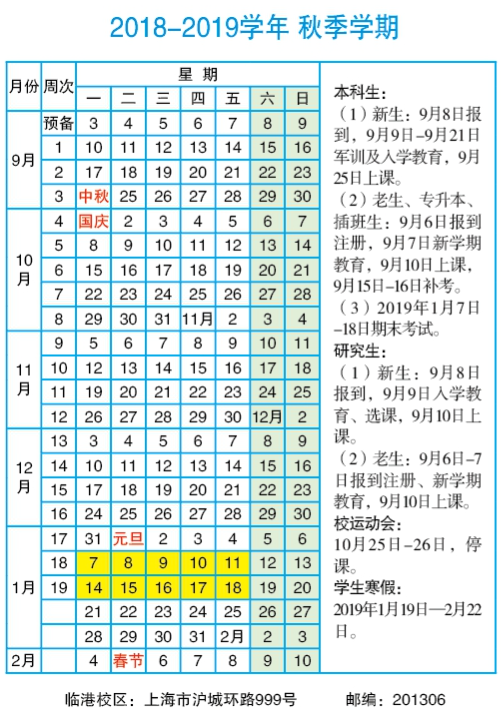 2018-2019学年 秋季学期
月份 周次 星 期
一 二 三 四 五 六 日
9月
预备 3 4 5 6 7 8 9
1 10 11 12 13 14 15 16
2 17 18 19 20 21 22 23
3 中秋 25 26 27 28 29 30
10月
4 国庆 2 3 4 5 6 7
5 8 9 10 11 12 13 14
6 15 16 17 18 19 20 21
7 22 23 24 25 26 27 28
8 29 30 31 11月 2 3 4
11月
9 5 6 7 8 9 10 11
10 12 13 14 15 16 17 18
11 19 20 21 22 23 24 25
12 26 27 28 29 30 12月 2
12月
13 3 4 5 6 7 8 9
14 10 11 12 13 14 15 16
15 17 18 19 20 21 22 23
16 24 25 26 27 28 29 30
1月
17 31 元旦 2 3 4 5 6
18 7 8 9 10 11 12 13
19 14 15 16 17 18 19 20
21 22 23 24 25 26 27
28 29 30 31 2月 2 3
2月 4 春节 6 7 8 9 10
本科生：
（1）新生：9月8日报
到，9月9日-9月21日
军训及入学教育，9月
25日上课。
（2）老生、专升本、
插班生：9月6日报到
注册，9月7日新学期
教育，9月10日上课，
9月15日-16日补考。
（3）2019年1月7日
-18日期末考试。
研究生：
（1）新生：9月8日
报到，9月9日入学教
育、选课，9月10日上
课。
（2）老生：9月6日-7
日报到注册、新学期
教育，9月10日上课。
校运动会：
10月25日-26日，停
课。
学生寒假：
2019年1月19日—2月22
日。
临港校区：上海市沪城环路999号 邮编：201306